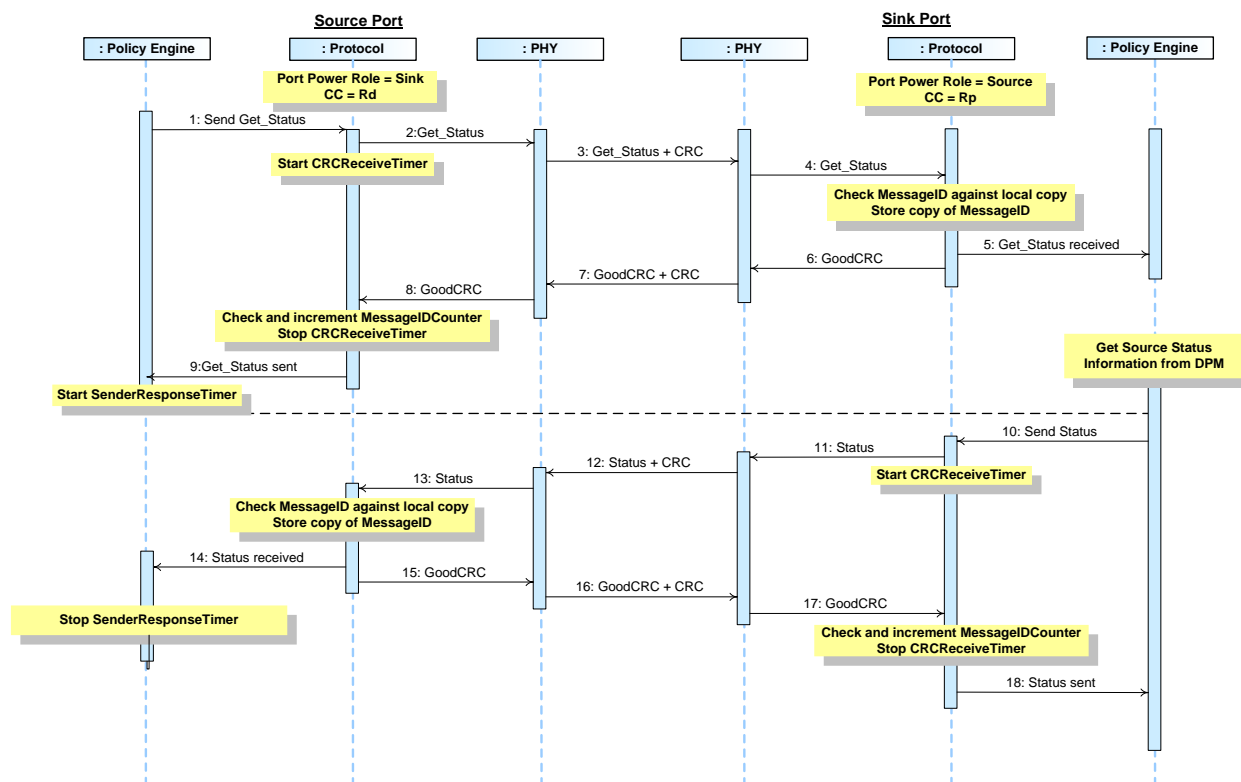 Source Port
Sink Port
: Policy Engine
: Protocol
: PHY
: PHY
: Protocol
: Policy Engine
Port Power Role = Sink
CC = Rd
Port Power Role = Source
CC = Rp
1: Send Get_Status
2:Get_Status
Start CRCReceiveTimer
3: Get_Status + CRC
4: Get_Status
Check MessageID against local copy
Store copy of MessageID
5: Get_Status received
6: GoodCRC
7: GoodCRC + CRC
8: GoodCRC
Check and increment MessageIDCounter
Stop CRCReceiveTimer
9:Get_Status sent
Start SenderResponseTimer
Get Source Status
Information from DPM
10: Send Status
11: Status
Start CRCReceiveTimer
12: Status + CRC
13: Status
Check MessageID against local copy
Store copy of MessageID
14: Status received
15: GoodCRC
16: GoodCRC + CRC
17: GoodCRC
Stop SenderResponseTimer
Check and increment MessageIDCounter
Stop CRCReceiveTimer
18: Status sent